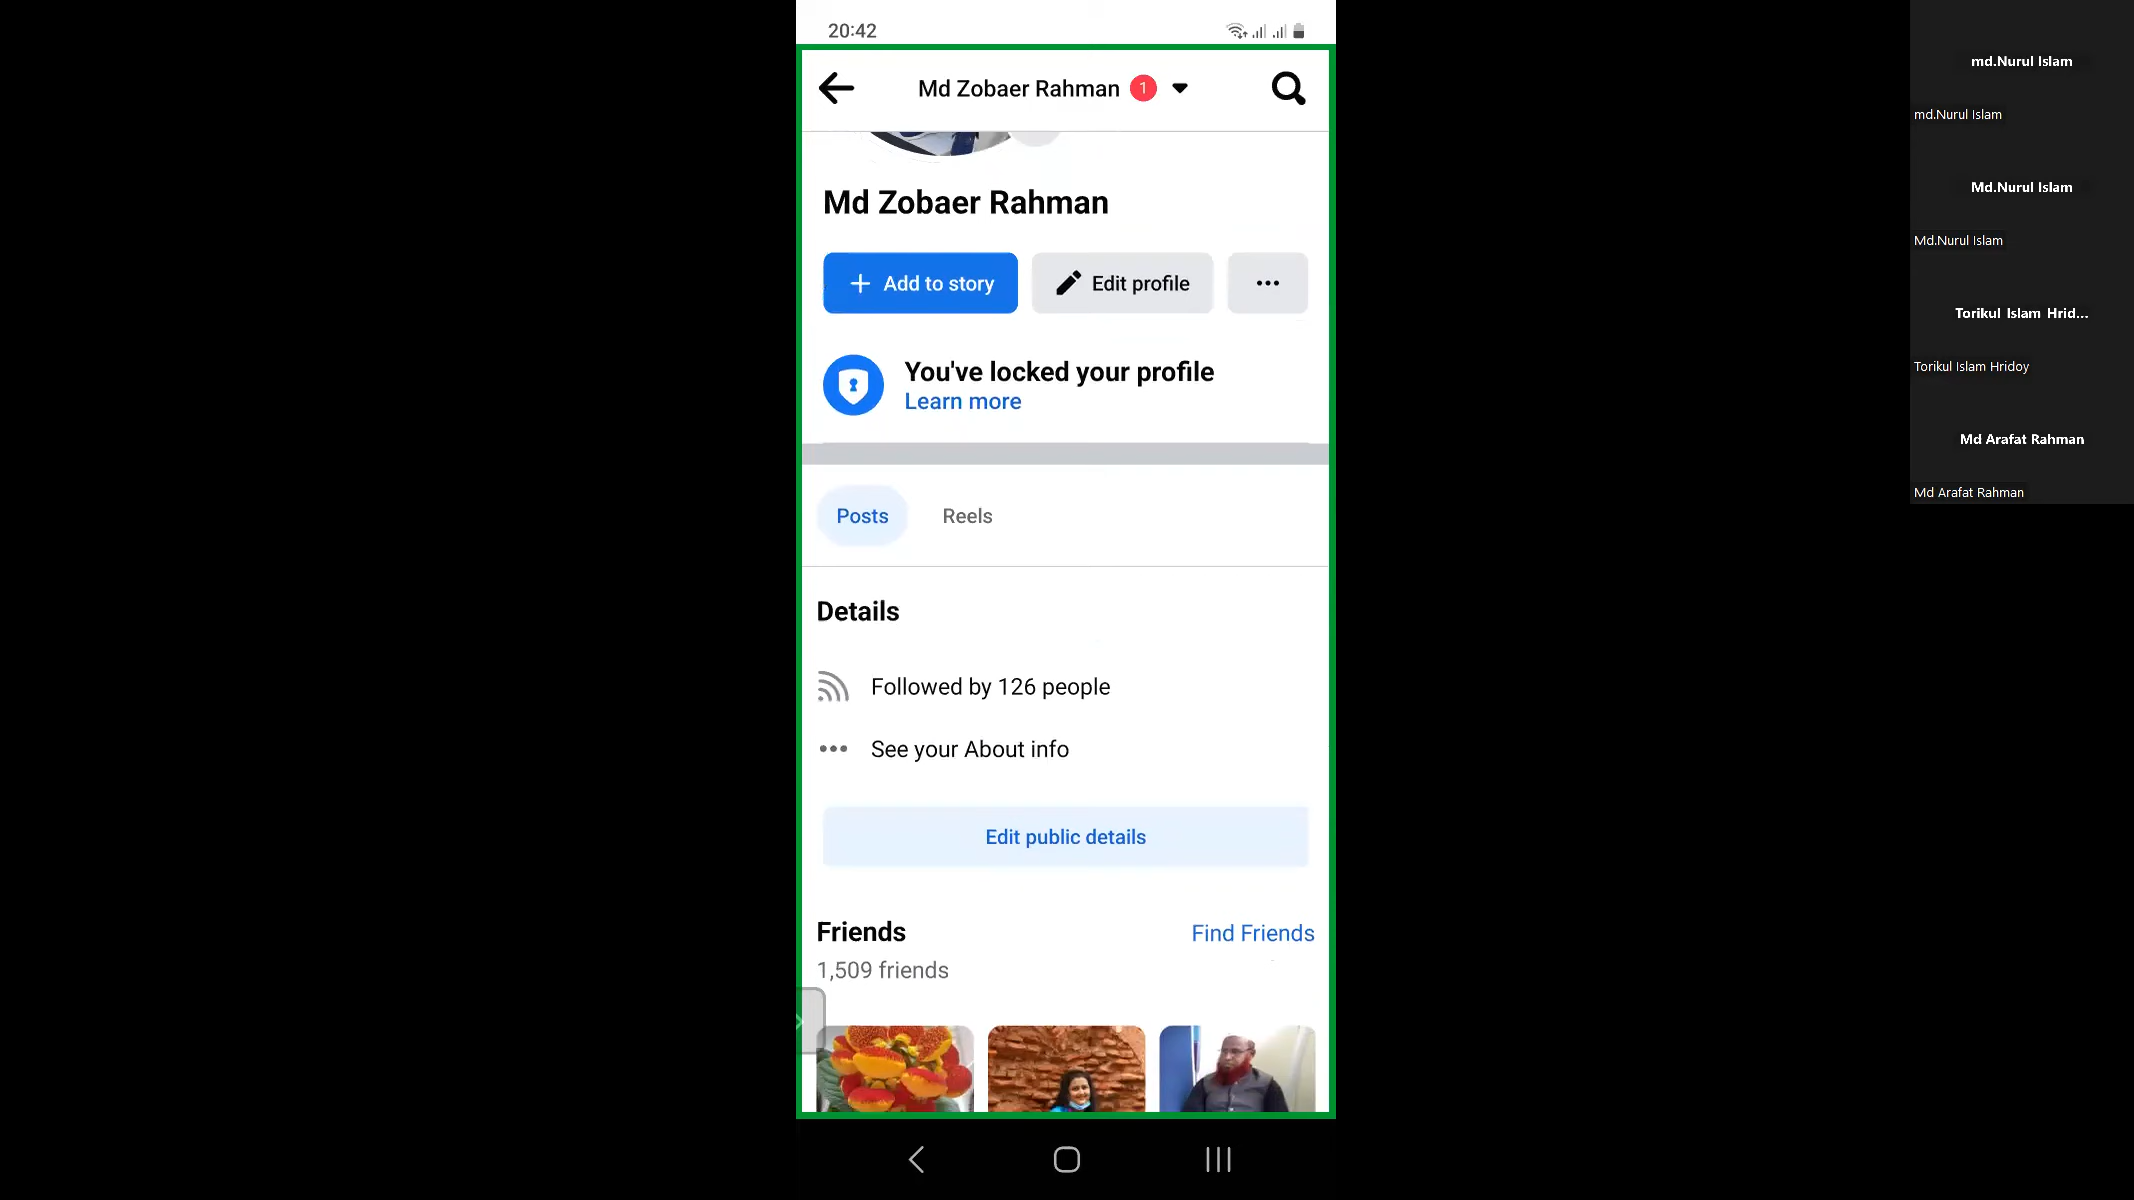 20:42
Md Zobaer Rahman 1
Md Zobaer Rahman
Add to story
Edit profile
You've locked your profile
Learn more
Posts
Reels
Details
Followed by 126 people
See your About info
Edit public details
Friends
Find Friends
1,509 friends
md.Nurul Islam
md.Nurul Islam
Md.Nurul Islam
Md.Nurul Islam
Torikul Islam Hrid...
Torikul Islam Hridoy
Md Arafat Rahman
Md Arafat Rahman